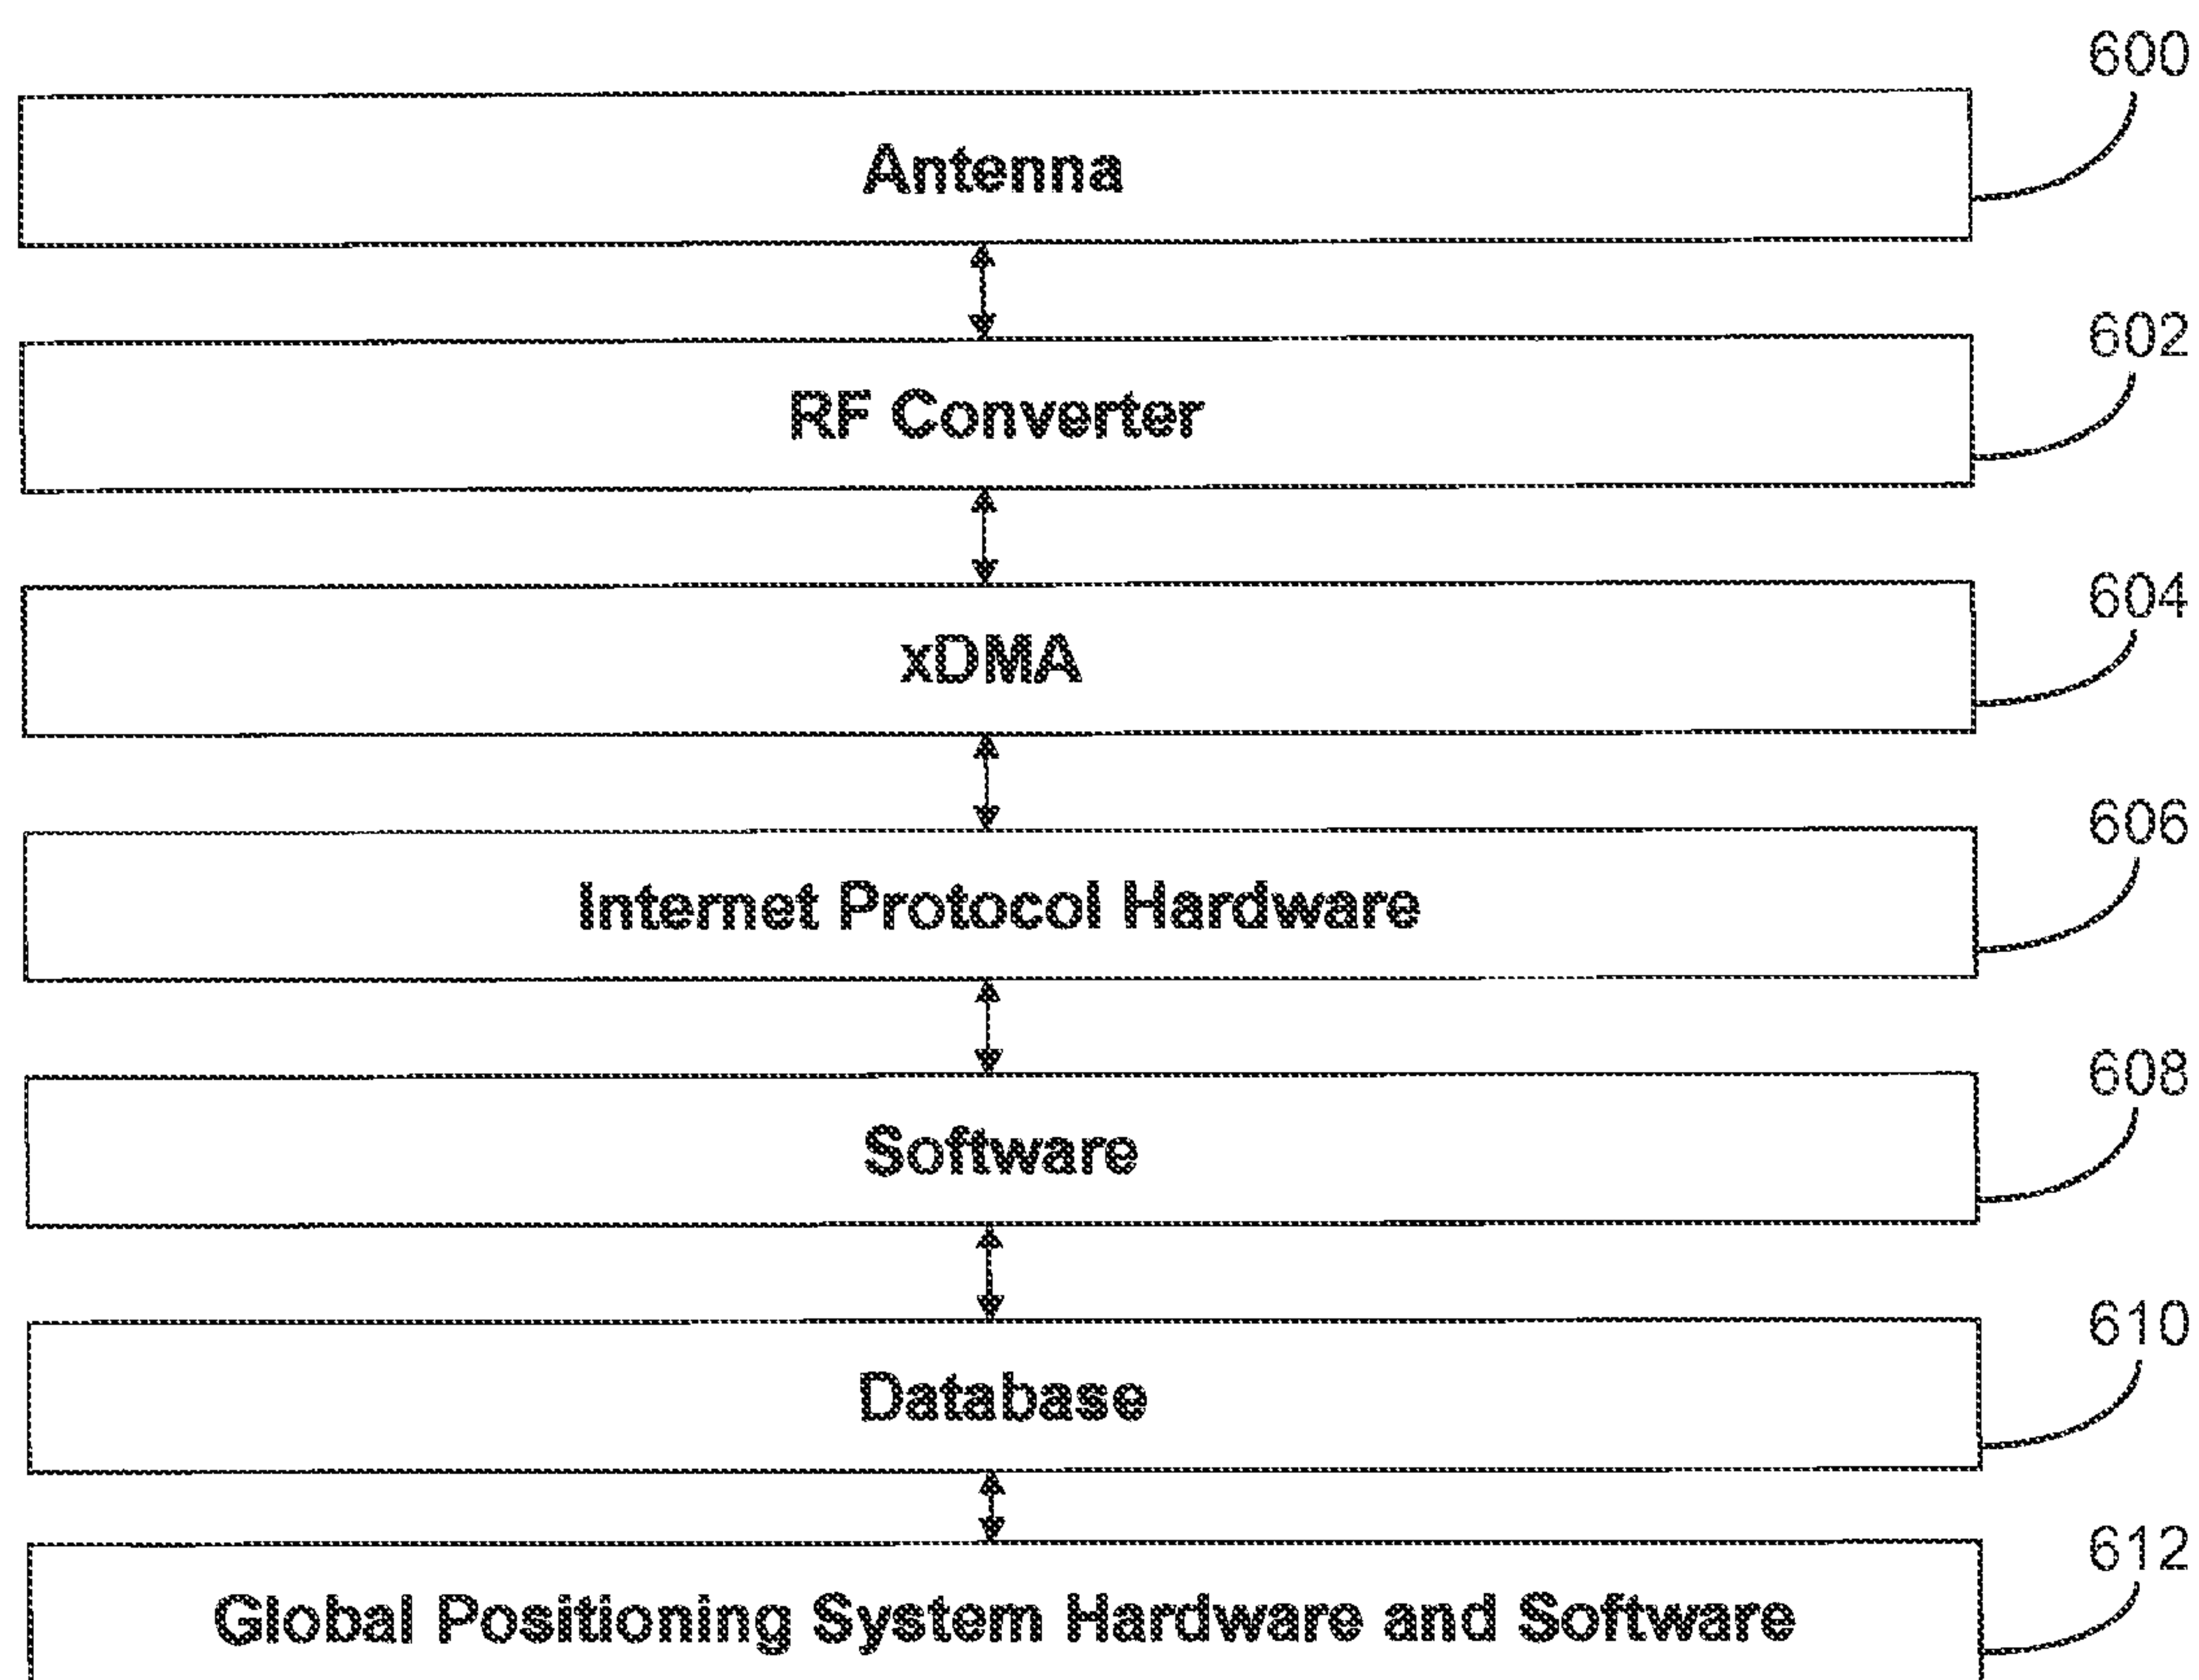 600
Antenna
602
RF Converter
604
xDMA
606
Internet Protocol Hardware
608
Software
610
Database
612
Global Positioning System Hardware and Software